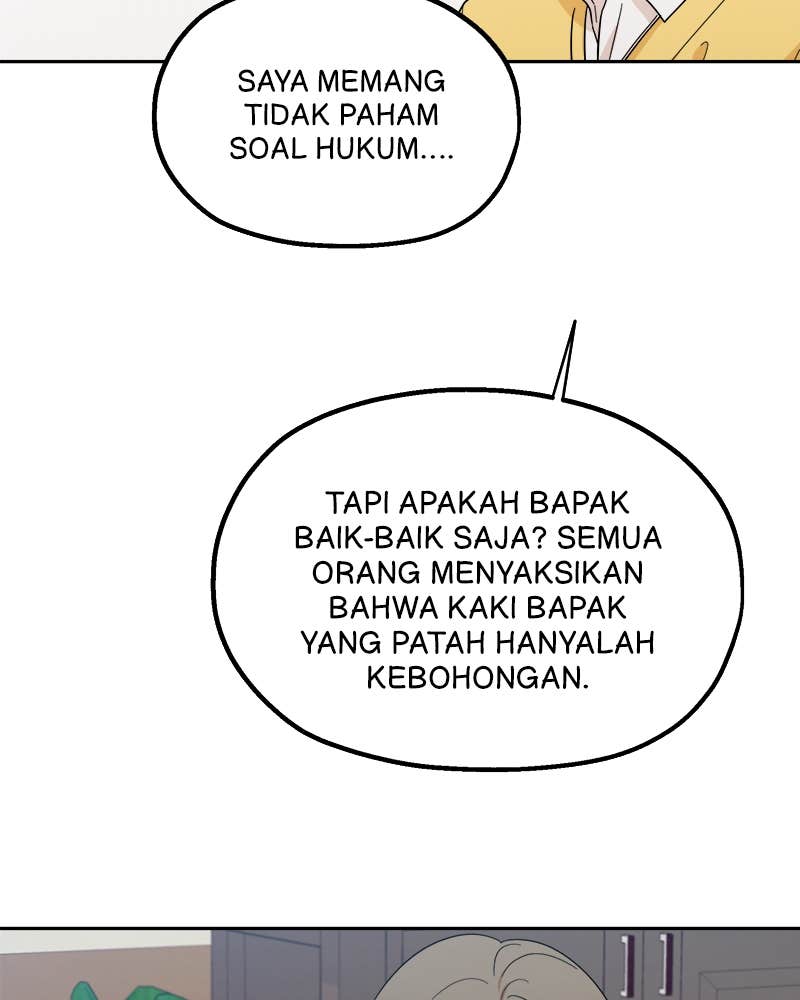 SAYA MEMANG
TIDAK PAHAM
SOAL HUKUM....
TAPI APAKAH BAPAK
BAIK-BAIK SAJA? SEMUA
ORANG MENYAKSIKAN
BAHWA KAKI BAPAK
YANG PATAH HANYALAH
KEBOHONGAN.